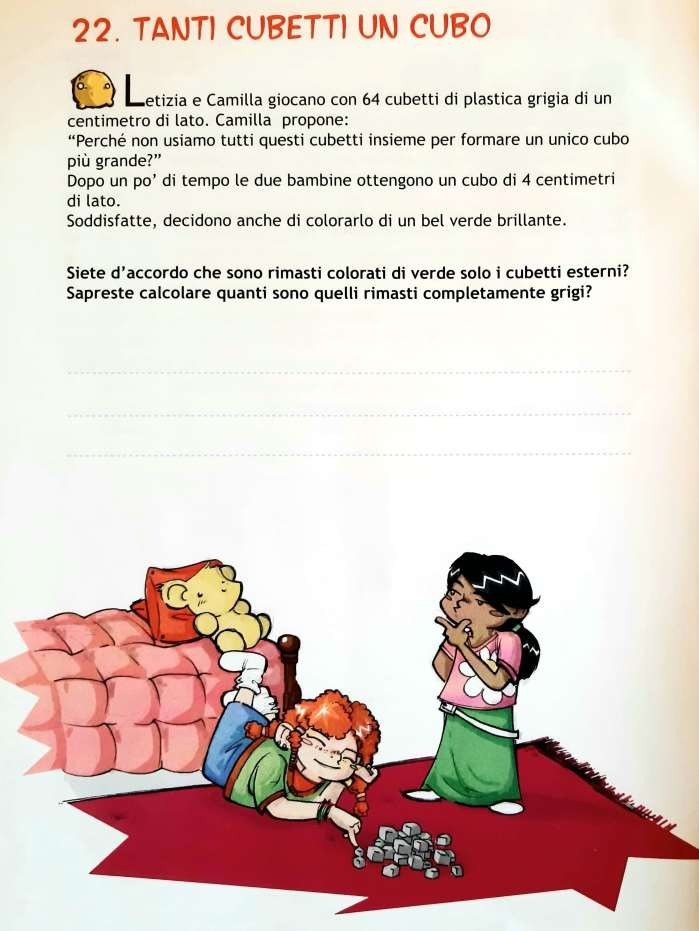 22. TANTI CUBETTI UN CUBO
Letizia e Camilla giocano con 64 cubetti di plastica grigia di un
centimetro di lato. Camilla propone:
“Perché non usiamo tutti questi cubetti insieme per formare un unico cubo
più grande?”
Dopo un po’ di tempo le due bambine ottengono un cubo di 4 centimetri
di lato.
Soddisfatte, decidono anche di colorarlo di un bel verde brillante.
Siete d’accordo che sono rimasti colorati di verde solo i cubetti esterni?
Sapreste calcolare quanti sono quelli rimasti completamente grigi?